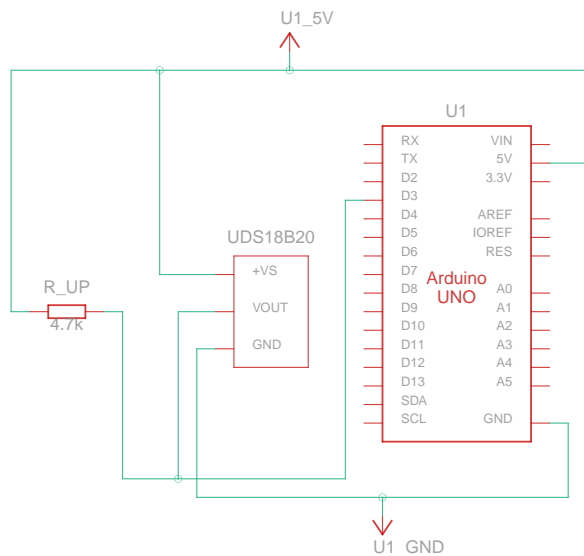 U1_5V
U1
RX
VIN
TX
5V
D2
3.3V
D3
D4
AREF
D5
IOREF
D6
RES
D7
Arduino
UNO
D8
A0
D9
A1
D10
A2
D11
A3
D12
A4
D13
A5
SDA
SCL
GND
UDS18B20
+VS
VOUT
GND
R_UP
4.7k
U1_GND